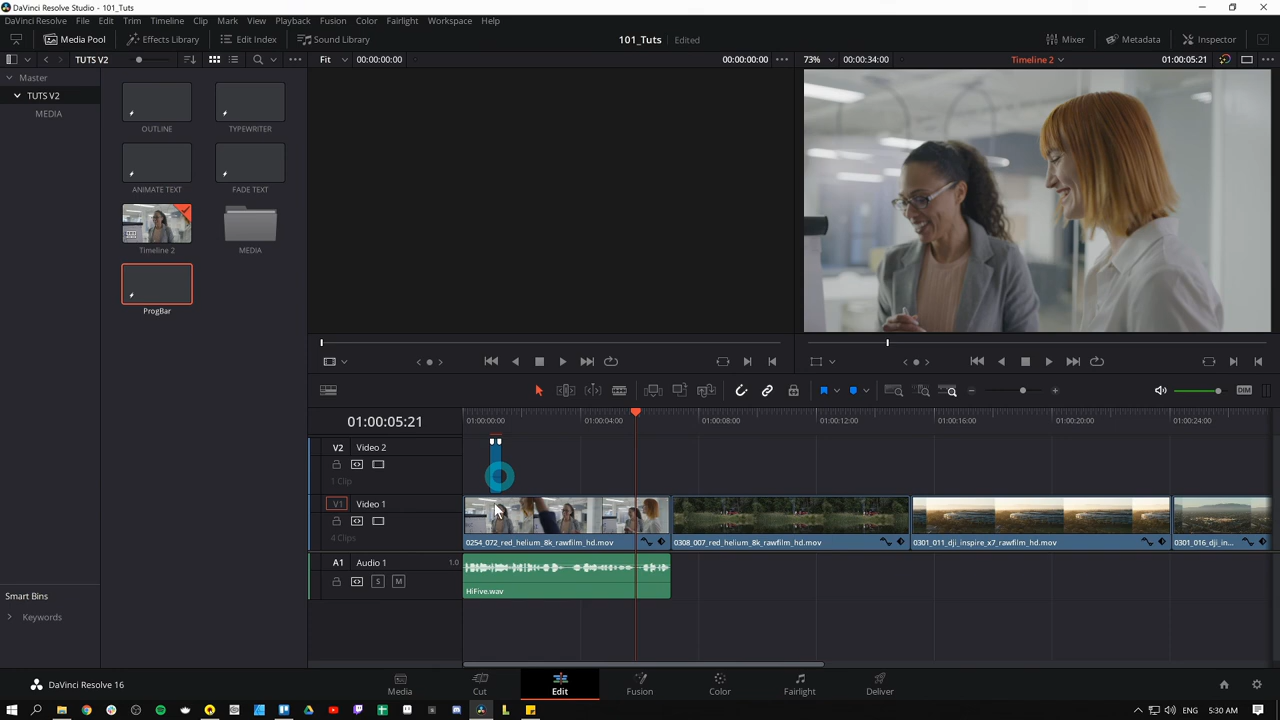 DaVinci Resolve Studio - 101_Tuts
DaVinci Resolve File Edit Trim Timeline Clip Mark View Playback Fusion Color Fairlight Workspace Help
Media Pool Effects Library Edit Index Sound Library 101_Tuts Edited Mixer Metadata Inspector
TUTS V2 Fit 00:00:00:00 00:00:00:00 73% 00:00:34:00 Timeline 2 01:00:05:21
Master
TUTS V2
MEDIA
OUTLINE TYPEWRITER
ANIMATE TEXT FADE TEXT
Timeline 2 MEDIA
ProgBar
DIM
01:00:05:21 01:00:00:00 01:00:04:00 01:00:08:00 01:00:12:00 01:00:16:00 01:00:20:00 01:00:24:00
V2 Video 2
1 Clip
V1 Video 1
4 Clips
0254_072_red_helium_8k_rawfilm_hd.mov 0308_007_red_helium_8k_rawfilm_hd.mov 0301_011_dji_inspire_x7_rawfilm_hd.mov 0301_016_dji_in...
A1 Audio 1 1.0
S M
HiFive.wav
Smart Bins
Keywords
DaVinci Resolve 16 Media Cut Edit Fusion Color Fairlight Deliver
5:30 AM